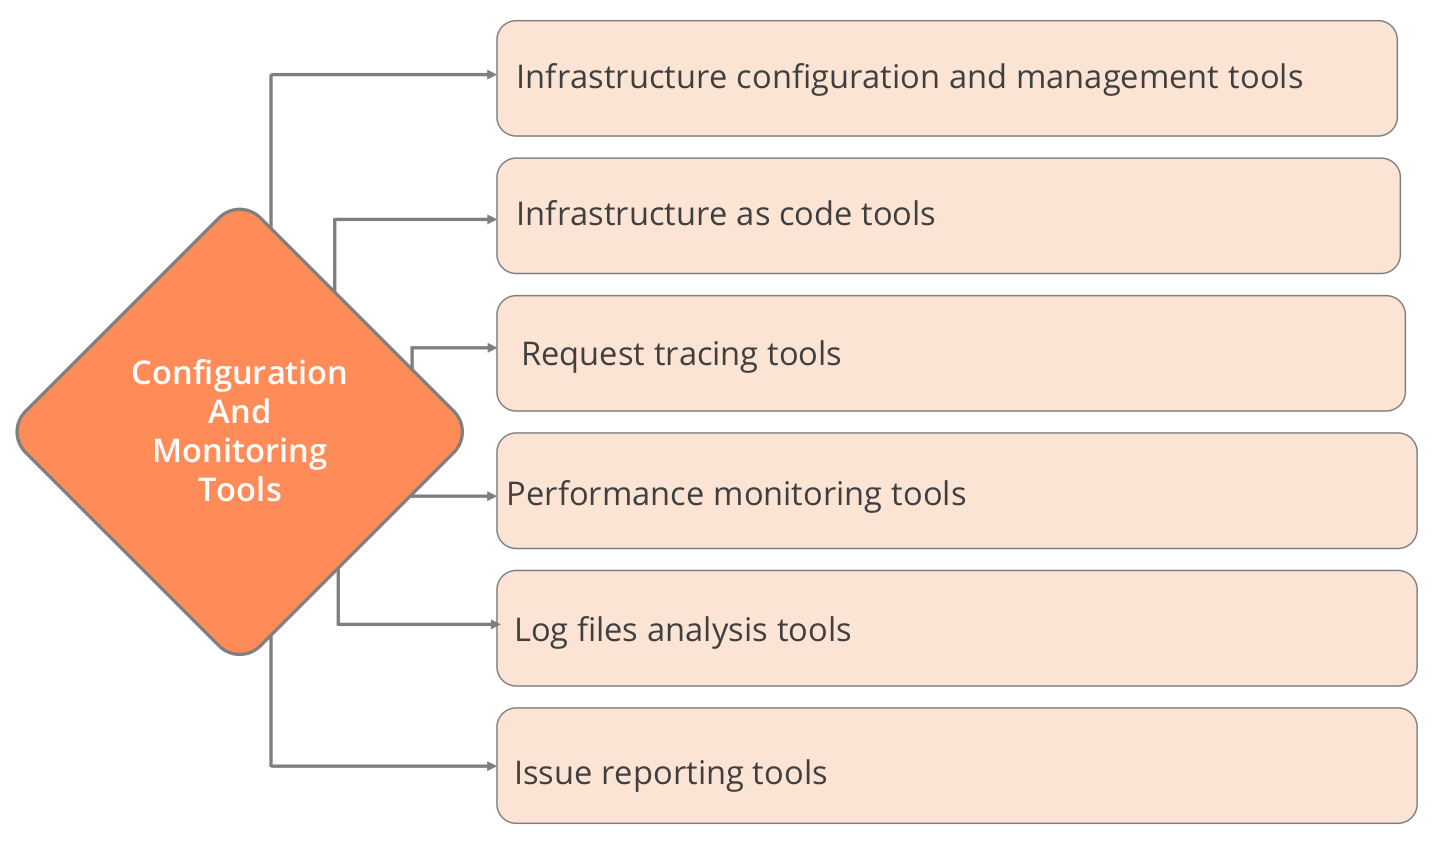 Infrastructure configuration and management tools
Infrastructure as code tools
Request tracing tools
Configuration
And
Monitoring
Tools
Performance monitoring tools
Log files analysis tools
Issue reporting tools